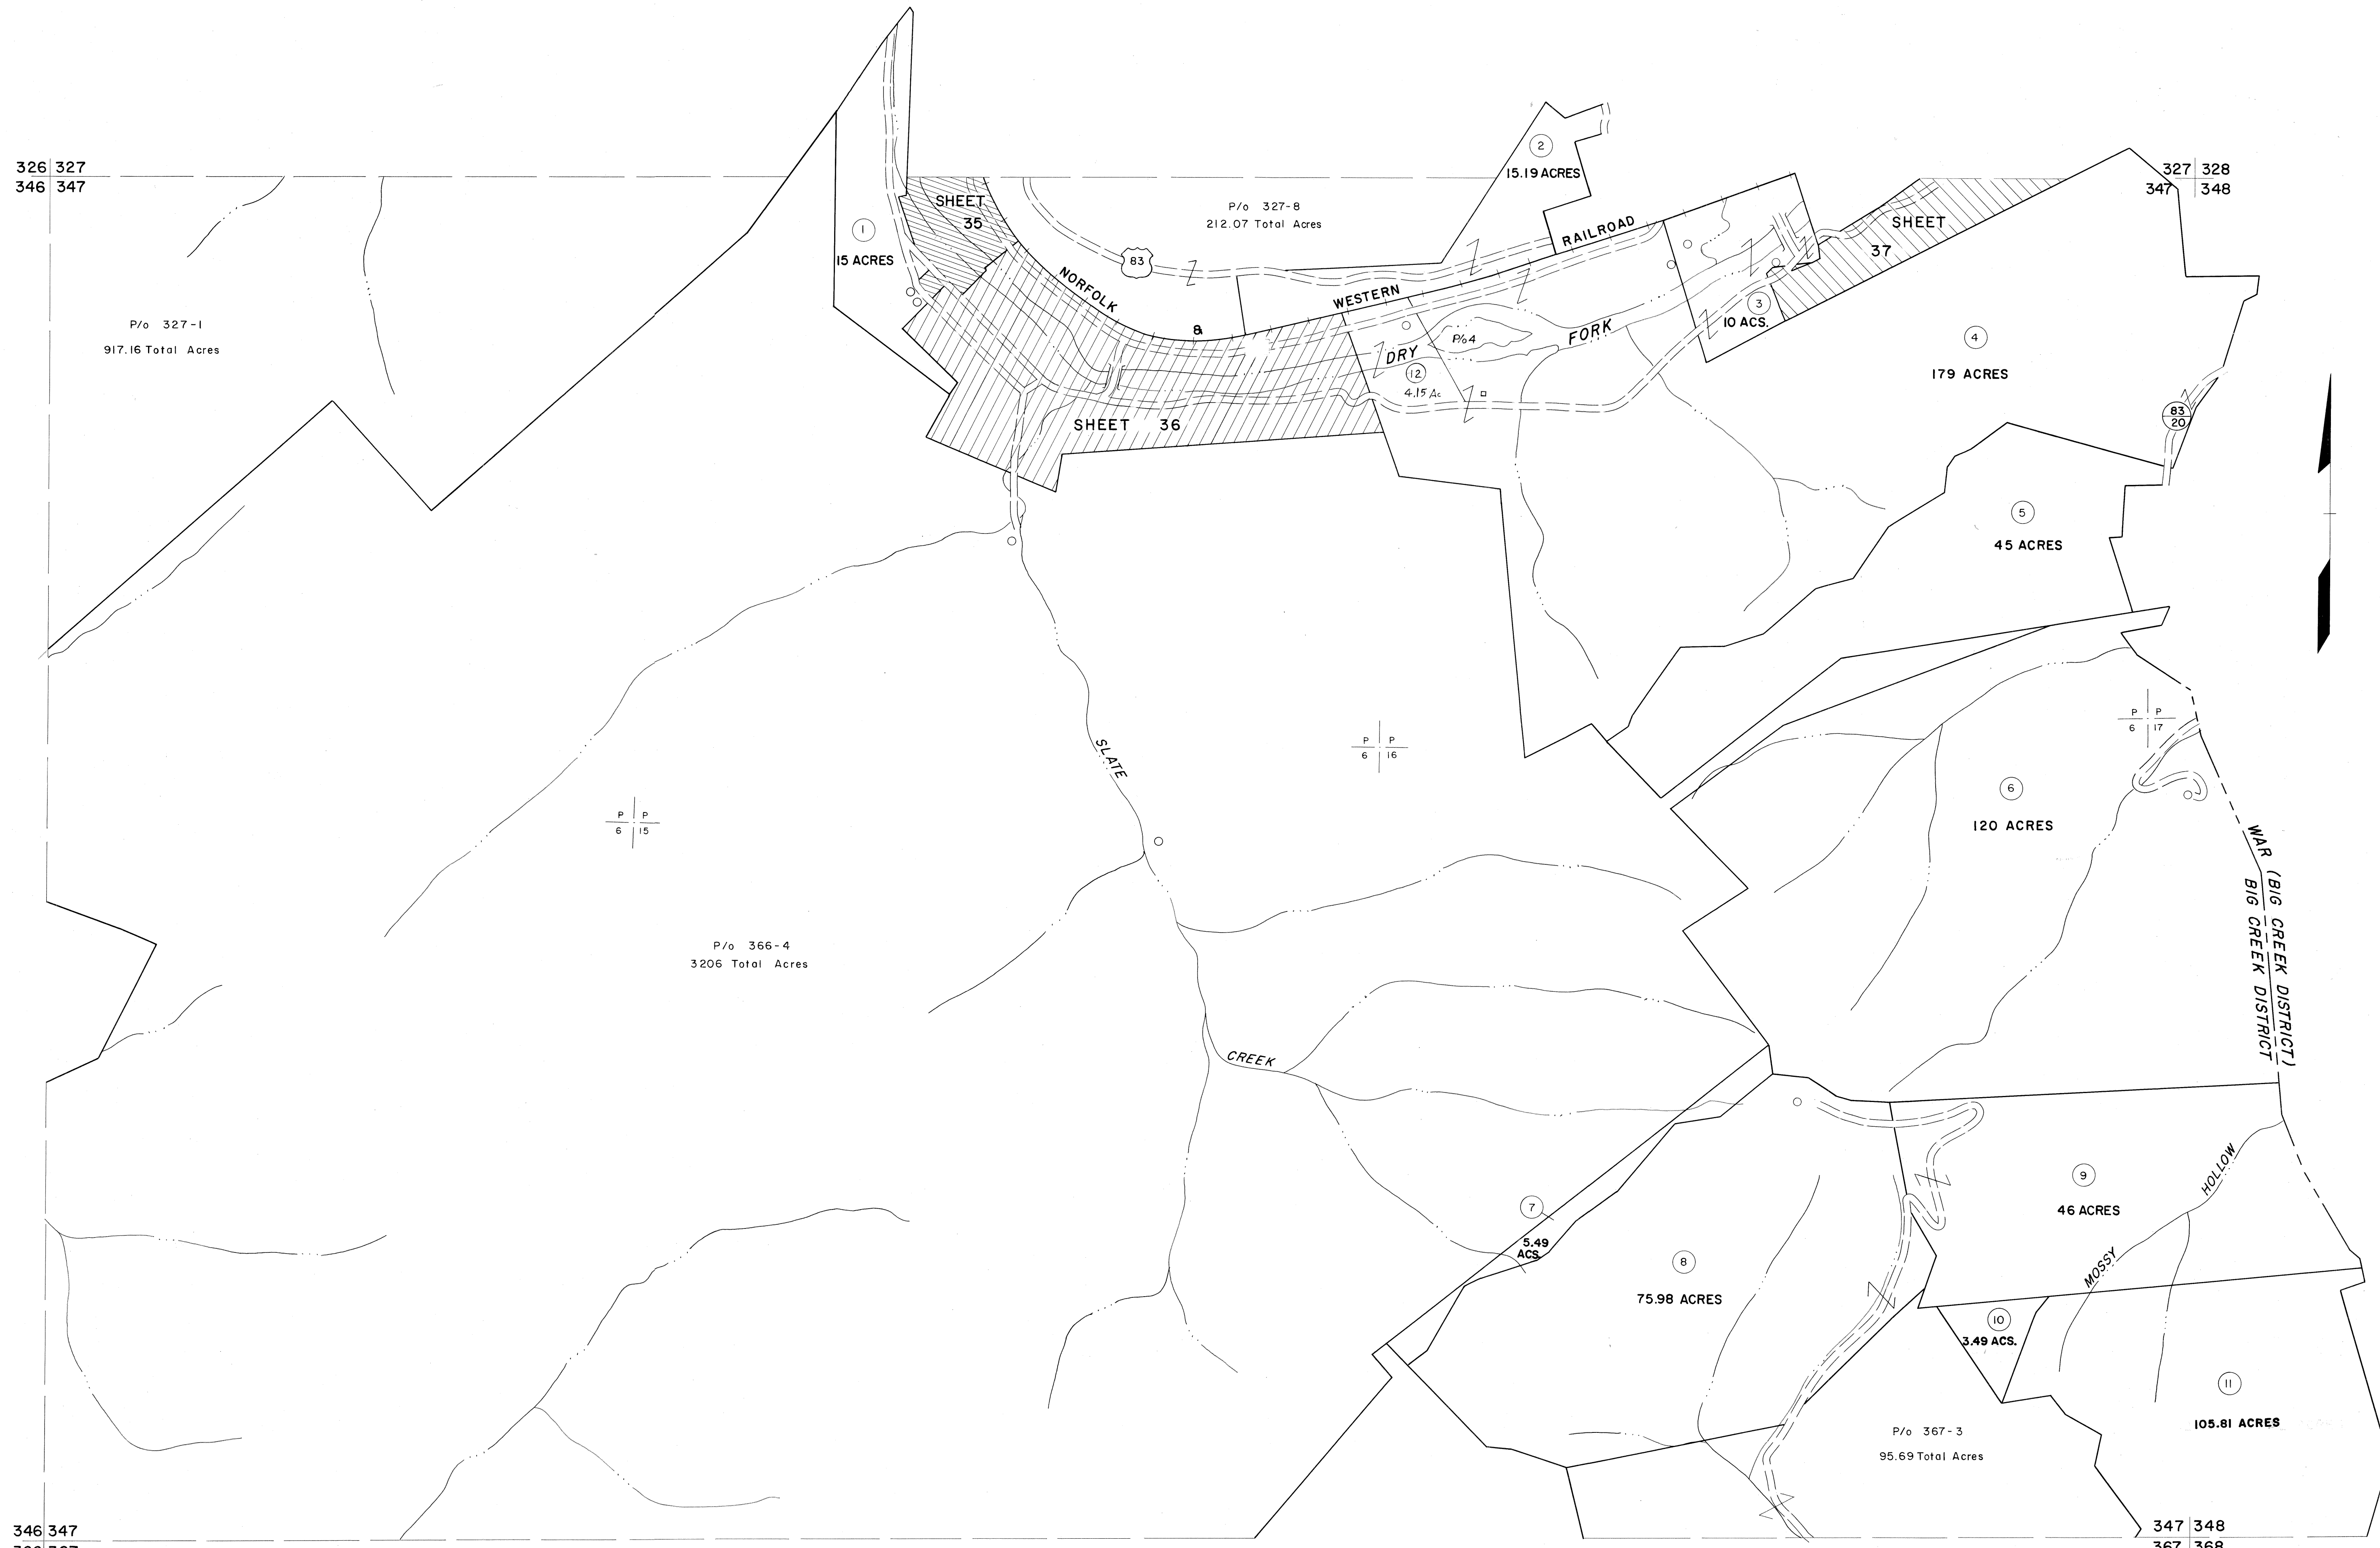 326 327
346 347
327 328
347 348
2
15.19 ACRES
SHEET
35
P/o 327-8
212.07 Total Acres
1
15 ACRES
83
RAILROAD
SHEET
37
NORFOLK
&
WESTERN
3
10 ACS.
P/o 327-1
917.16 Total Acres
DRY
FORK
P/o 4
12
4.15 Ac
4
179 ACRES
83
20
SHEET 36
5
45 ACRES
P P
6 17
P P
6 16
SLATE
P P
6 15
6
120 ACRES
WAR (BIG CREEK DISTRICT)
BIG CREEK DISTRICT
P/o 366-4
3206 Total Acres
CREEK
7
5.49
ACS.
9
46 ACRES
HOLLOW
MOSSY
8
75.98 ACRES
10
3.49 ACS.
11
105.81 ACRES
P/o 367-3
95.69 Total Acres
346 347
347 348
367 368